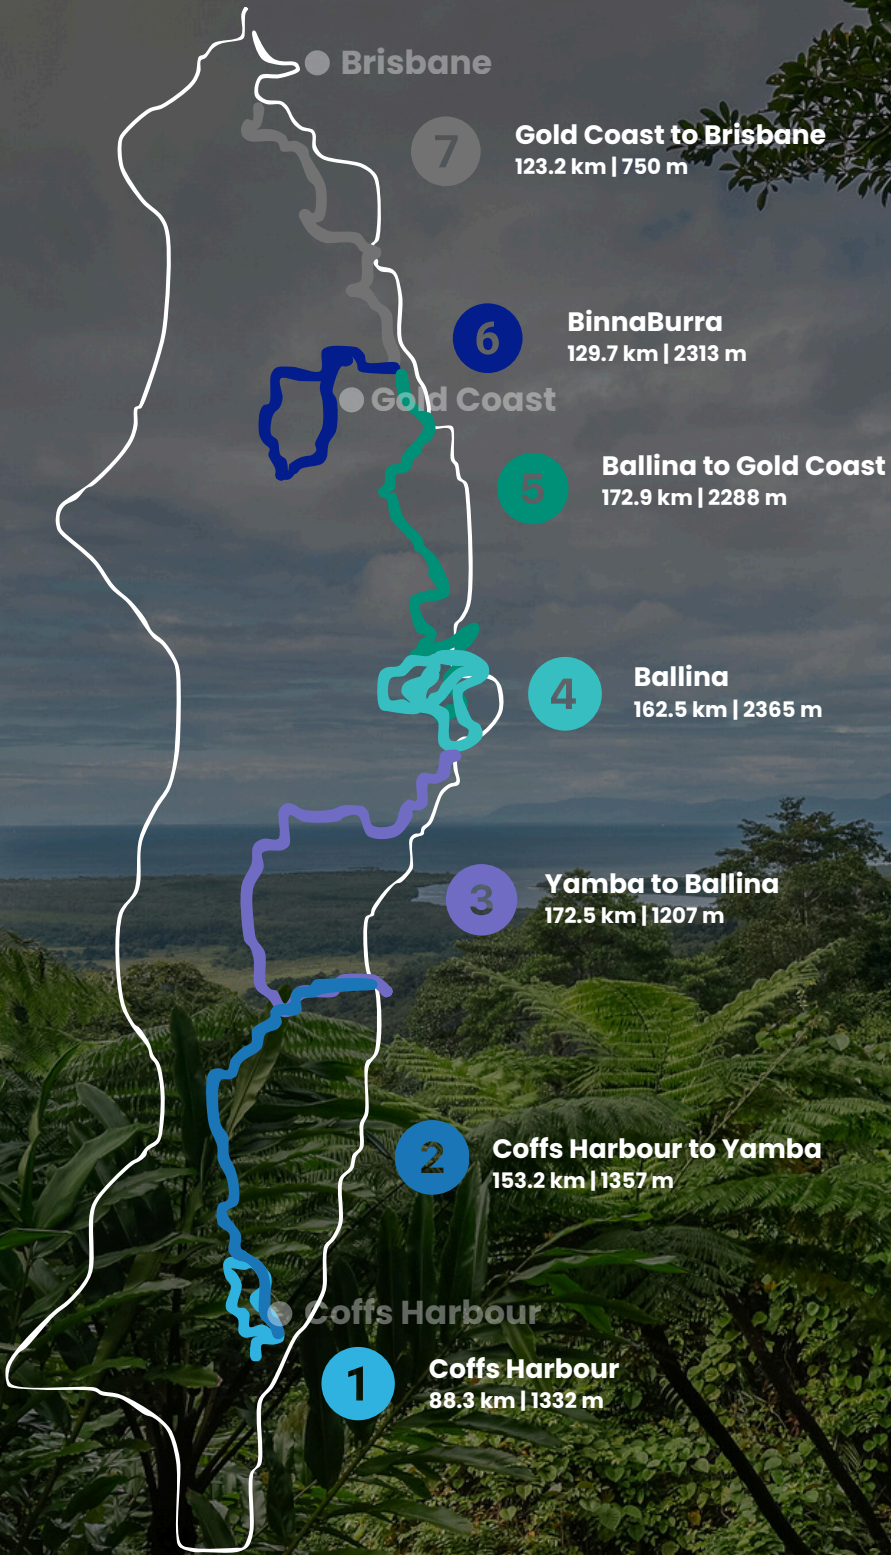 Brisbane
7
Gold Coast to Brisbane
123.2 km | 750 m
6
BinnaBurra
129.7 km | 2313 m
Gold Coast
5
Ballina to Gold Coast
172.9 km | 2288 m
4
Ballina
162.5 km | 2365 m
3
Yamba to Ballina
172.5 km | 1207 m
2
Coffs Harbour to Yamba
153.2 km | 1357 m
Coffs Harbour
1
Coffs Harbour
88.3 km | 1332 m